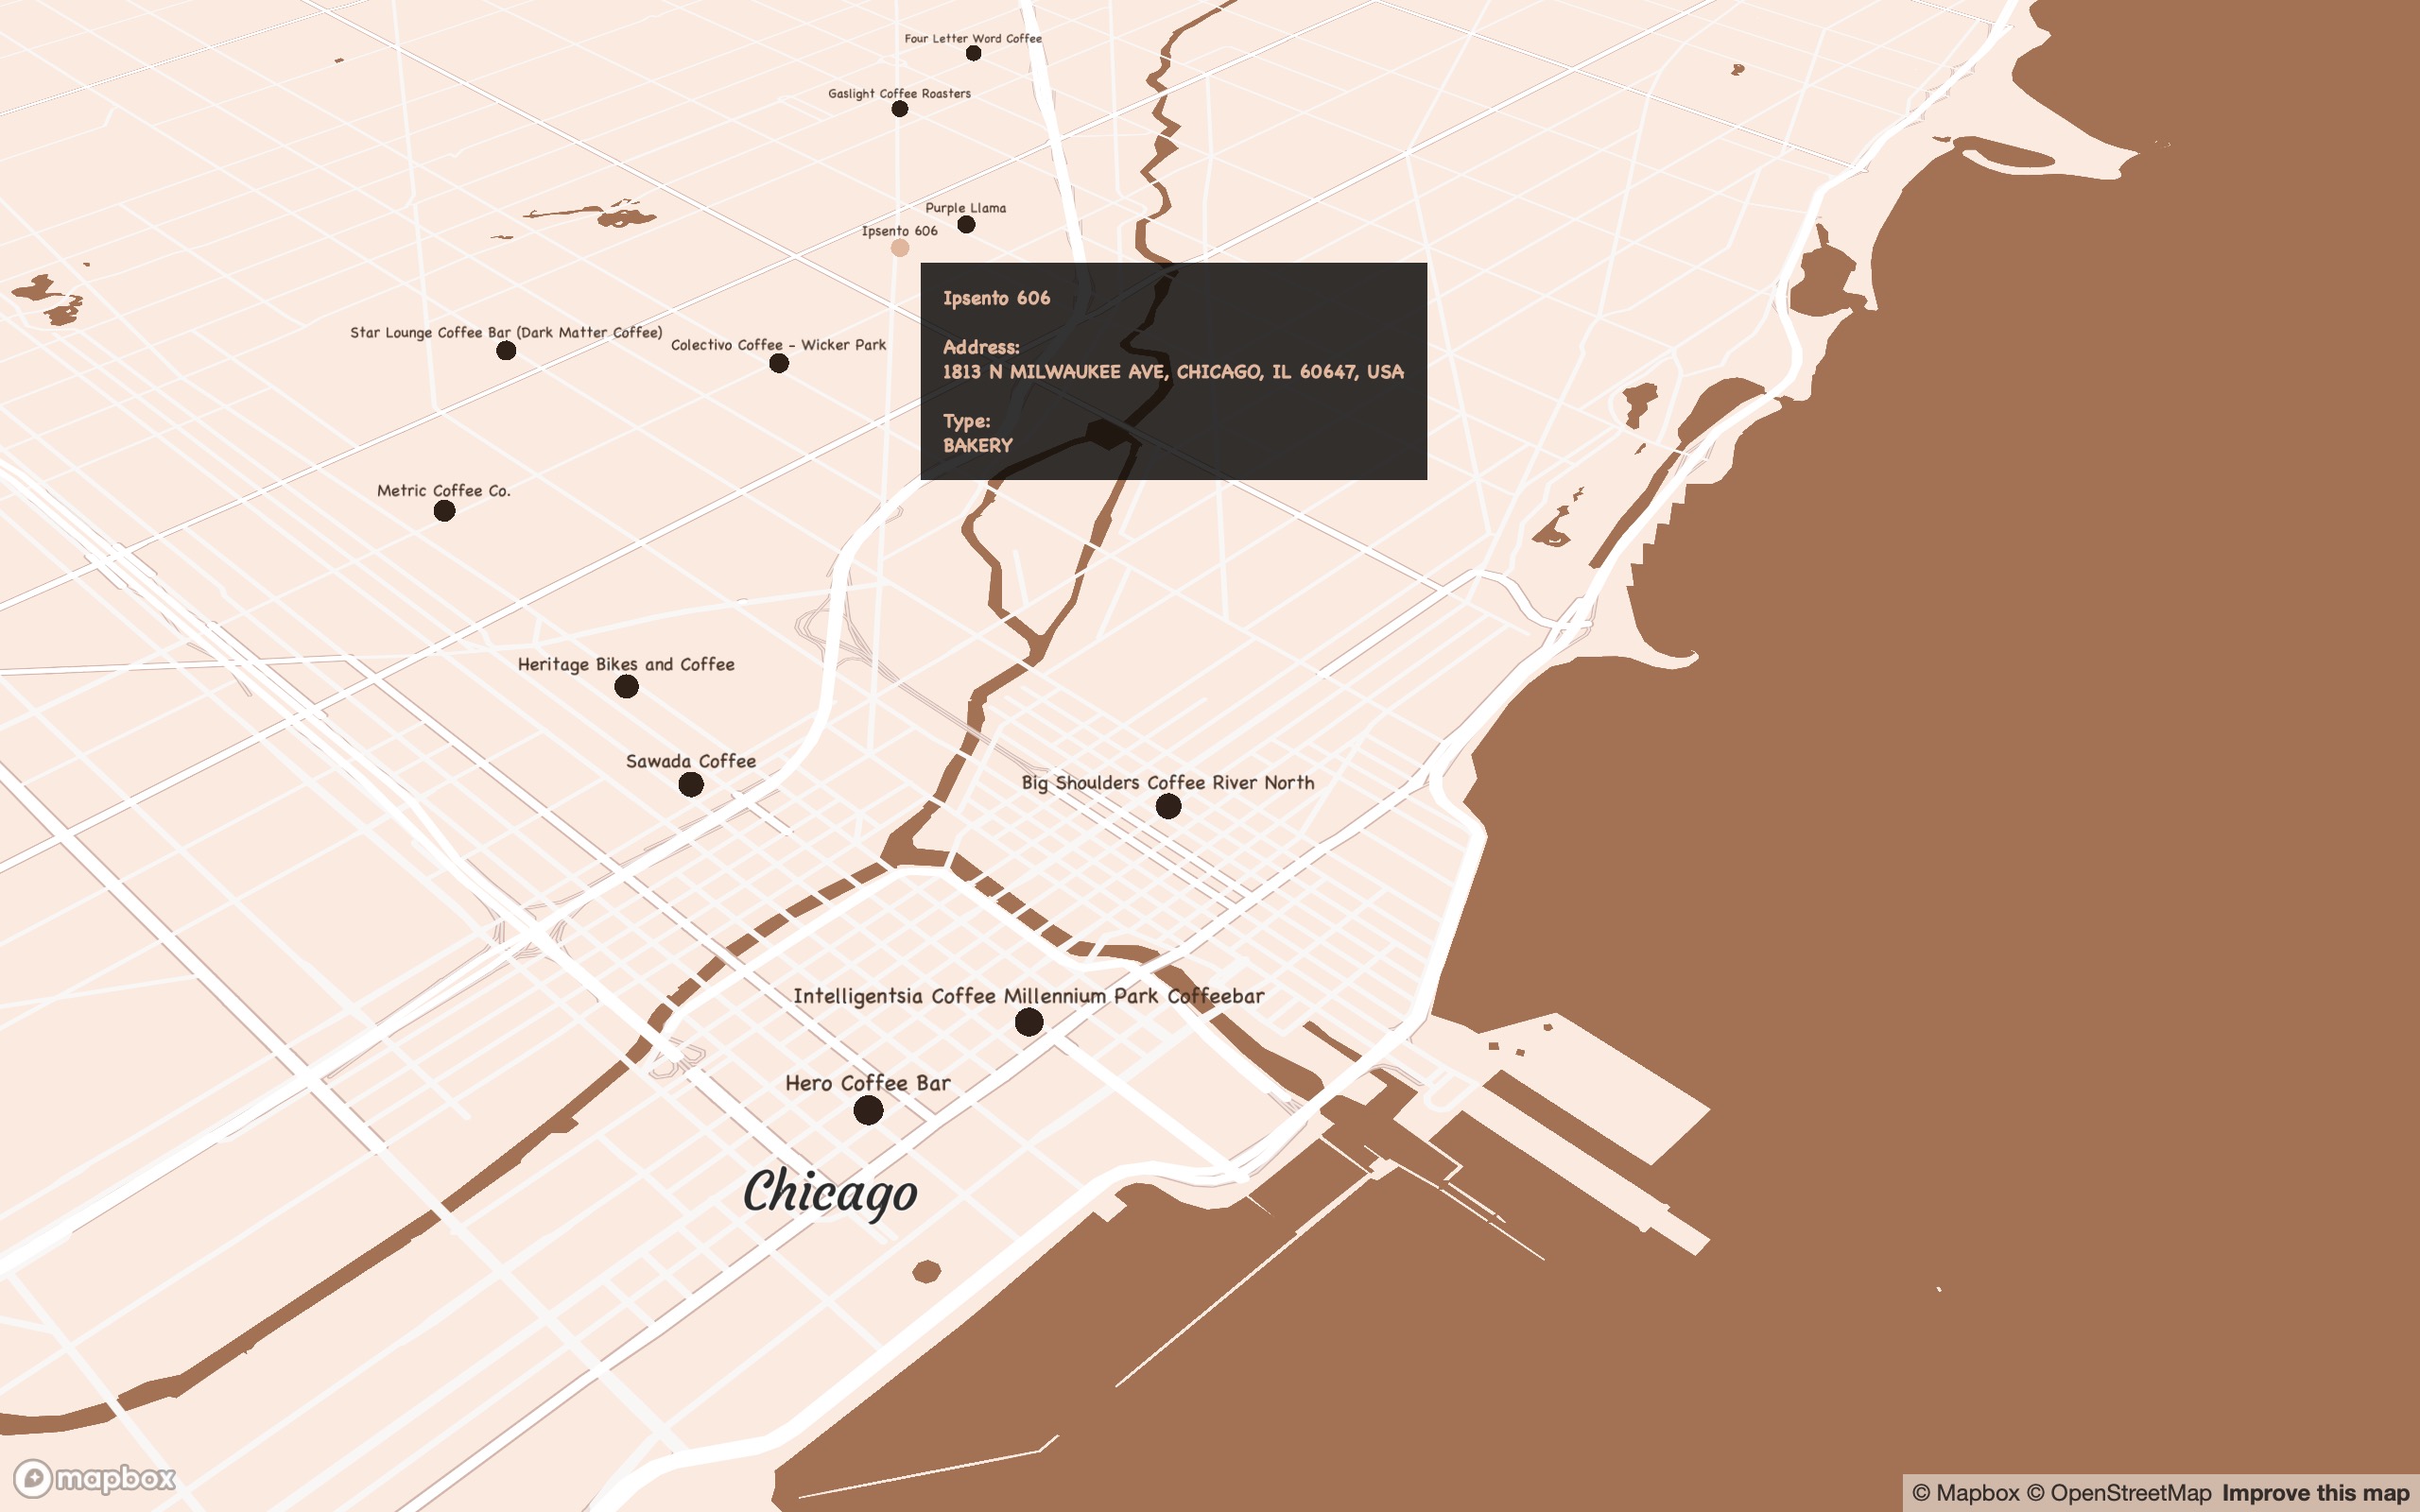 Four Letter Word Coffee
Gaslight Coffee Roasters
Purple Llama
Ipsento 606
Ipsento 606
Address:
1813 N MILWAUKEE AVE, CHICAGO, IL 60647, USA
Type:
BAKERY
Star Lounge Coffee Bar (Dark Matter Coffee)
Colectivo Coffee - Wicker Park
Metric Coffee Co.
Heritage Bikes and Coffee
Sawada Coffee
Big Shoulders Coffee River North
Intelligentsia Coffee Millennium Park Coffeebar
Hero Coffee Bar
Chicago
mapbox
© Mapbox © OpenStreetMap Improve this map